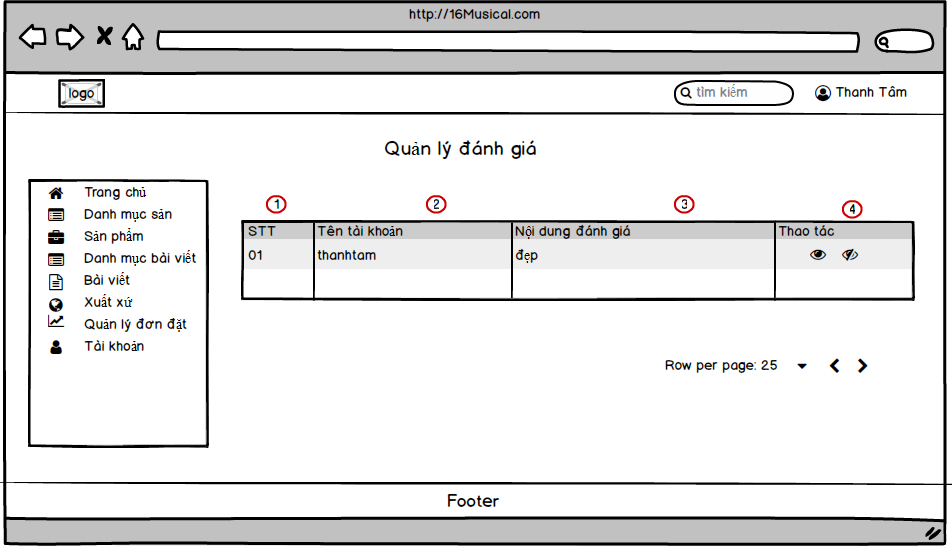 http://16Musical.com
logo
tìm kiếm
Thanh Tâm
Quản lý đánh giá
Trang chủ
Danh mục sản
Sản phẩm
Danh mục bài viết
Bài viết
Xuất xứ
Quản lý đơn đặt
Tài khoản
1 2 3 4
STT Tên tài khoản Nội dung đánh giá Thao tác
01 thanhtam đẹp
Row per page: 25
Footer